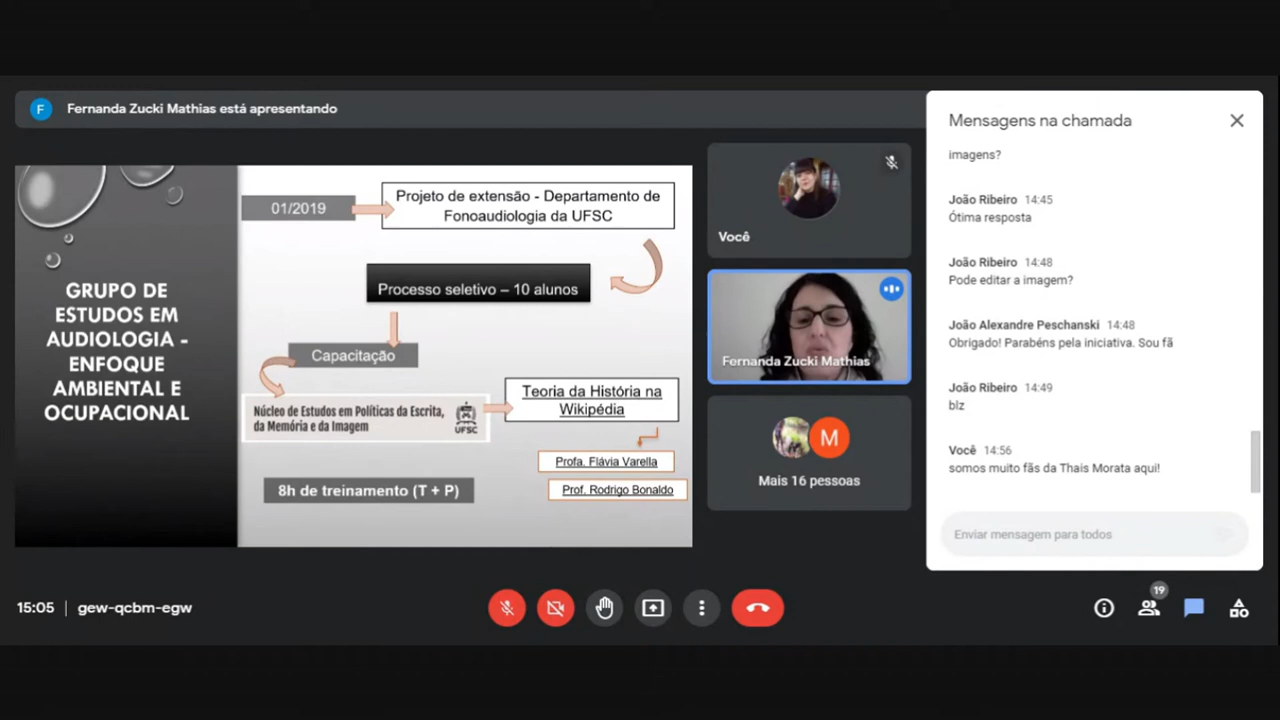 F
Fernanda Zucki Mathias está apresentando
GRUPO DE
ESTUDOS EM
AUDIOLOGIA -
ENFOQUE
AMBIENTAL E
OCUPACIONAL
01/2019
Projeto de extensão - Departamento de
Fonoaudiologia da UFSC
Processo seletivo – 10 alunos
Capacitação
Núcleo de Estudos em Políticas da Escrita,
da Memória e da Imagem
UFSC
Teoria da História na
Wikipédia
Profa. Flávia Varella
Prof. Rodrigo Bonaldo
8h de treinamento (T + P)
Você
Fernanda Zucki Mathias
M
Mais 16 pessoas
Mensagens na chamada
imagens?
João Ribeiro 14:45
Ótima resposta
João Ribeiro 14:48
Pode editar a imagem?
João Alexandre Peschanski 14:48
Obrigado! Parabéns pela iniciativa. Sou fã
João Ribeiro 14:49
blz
Você 14:56
somos muito fãs da Thais Morata aqui!
Enviar mensagem para todos
15:05 | gew-qcbm-egw
19